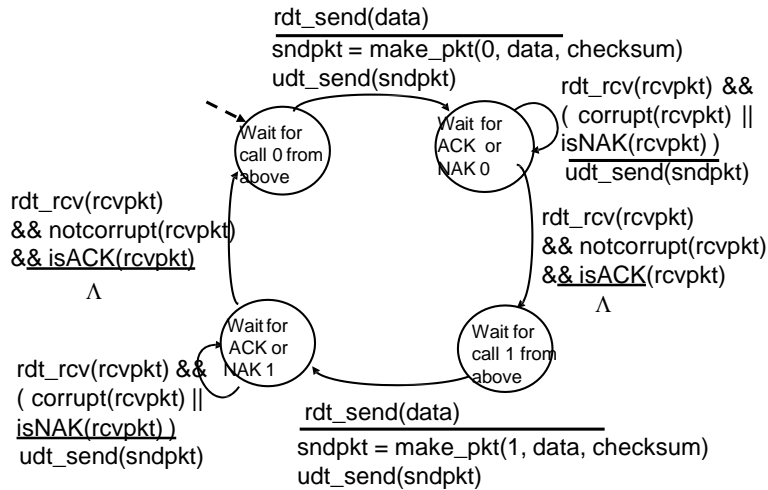 rdt_send(data)
sndpkt = make_pkt(0, data, checksum)
udt_send(sndpkt)
Wait for
call 0 from
above
Wait for
ACK or
NAK 0
rdt_rcv(rcvpkt) &&
( corrupt(rcvpkt) ||
isNAK(rcvpkt) )
udt_send(sndpkt)
rdt_rcv(rcvpkt)
&& notcorrupt(rcvpkt)
&& isACK(rcvpkt)
Λ
rdt_rcv(rcvpkt)
&& notcorrupt(rcvpkt)
&& isACK(rcvpkt)
Λ
Wait for
ACK or
NAK 1
Wait for
call 1 from
above
rdt_rcv(rcvpkt) &&
( corrupt(rcvpkt) ||
isNAK(rcvpkt) )
udt_send(sndpkt)
rdt_send(data)
sndpkt = make_pkt(1, data, checksum)
udt_send(sndpkt)